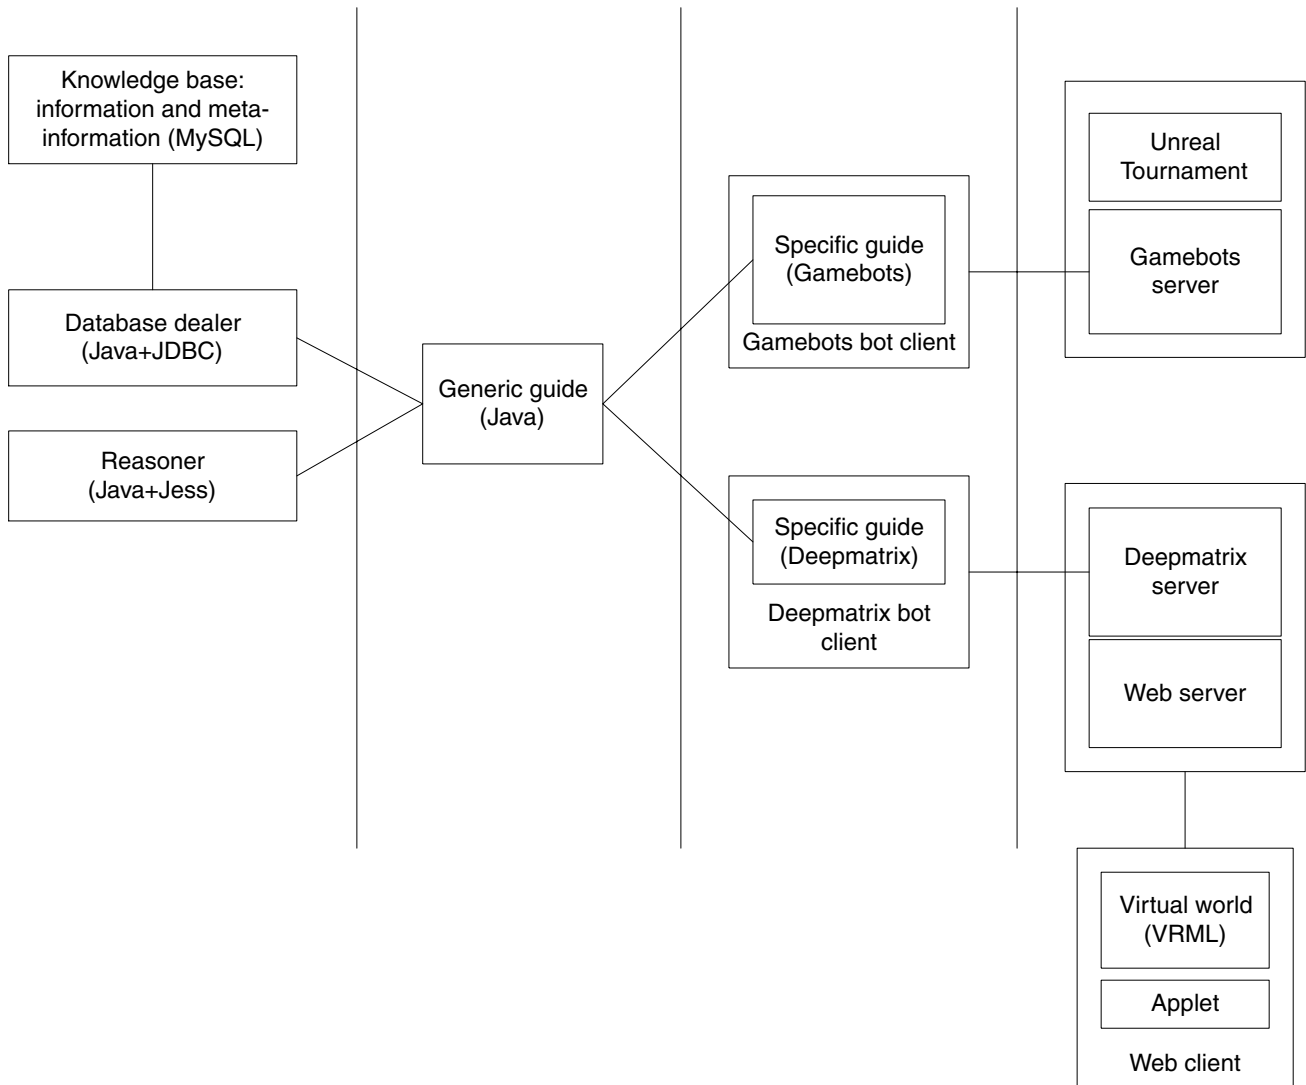 Knowledge base:
information and meta-
information (MySQL)
Database dealer
(Java+JDBC)
Reasoner
(Java+Jess)
Generic guide
(Java)
Specific guide
(Gamebots)
Gamebots bot client
Specific guide
(Deepmatrix)
Deepmatrix bot
client
Unreal
Tournament
Gamebots
server
Deepmatrix
server
Web server
Virtual world
(VRML)
Applet
Web client